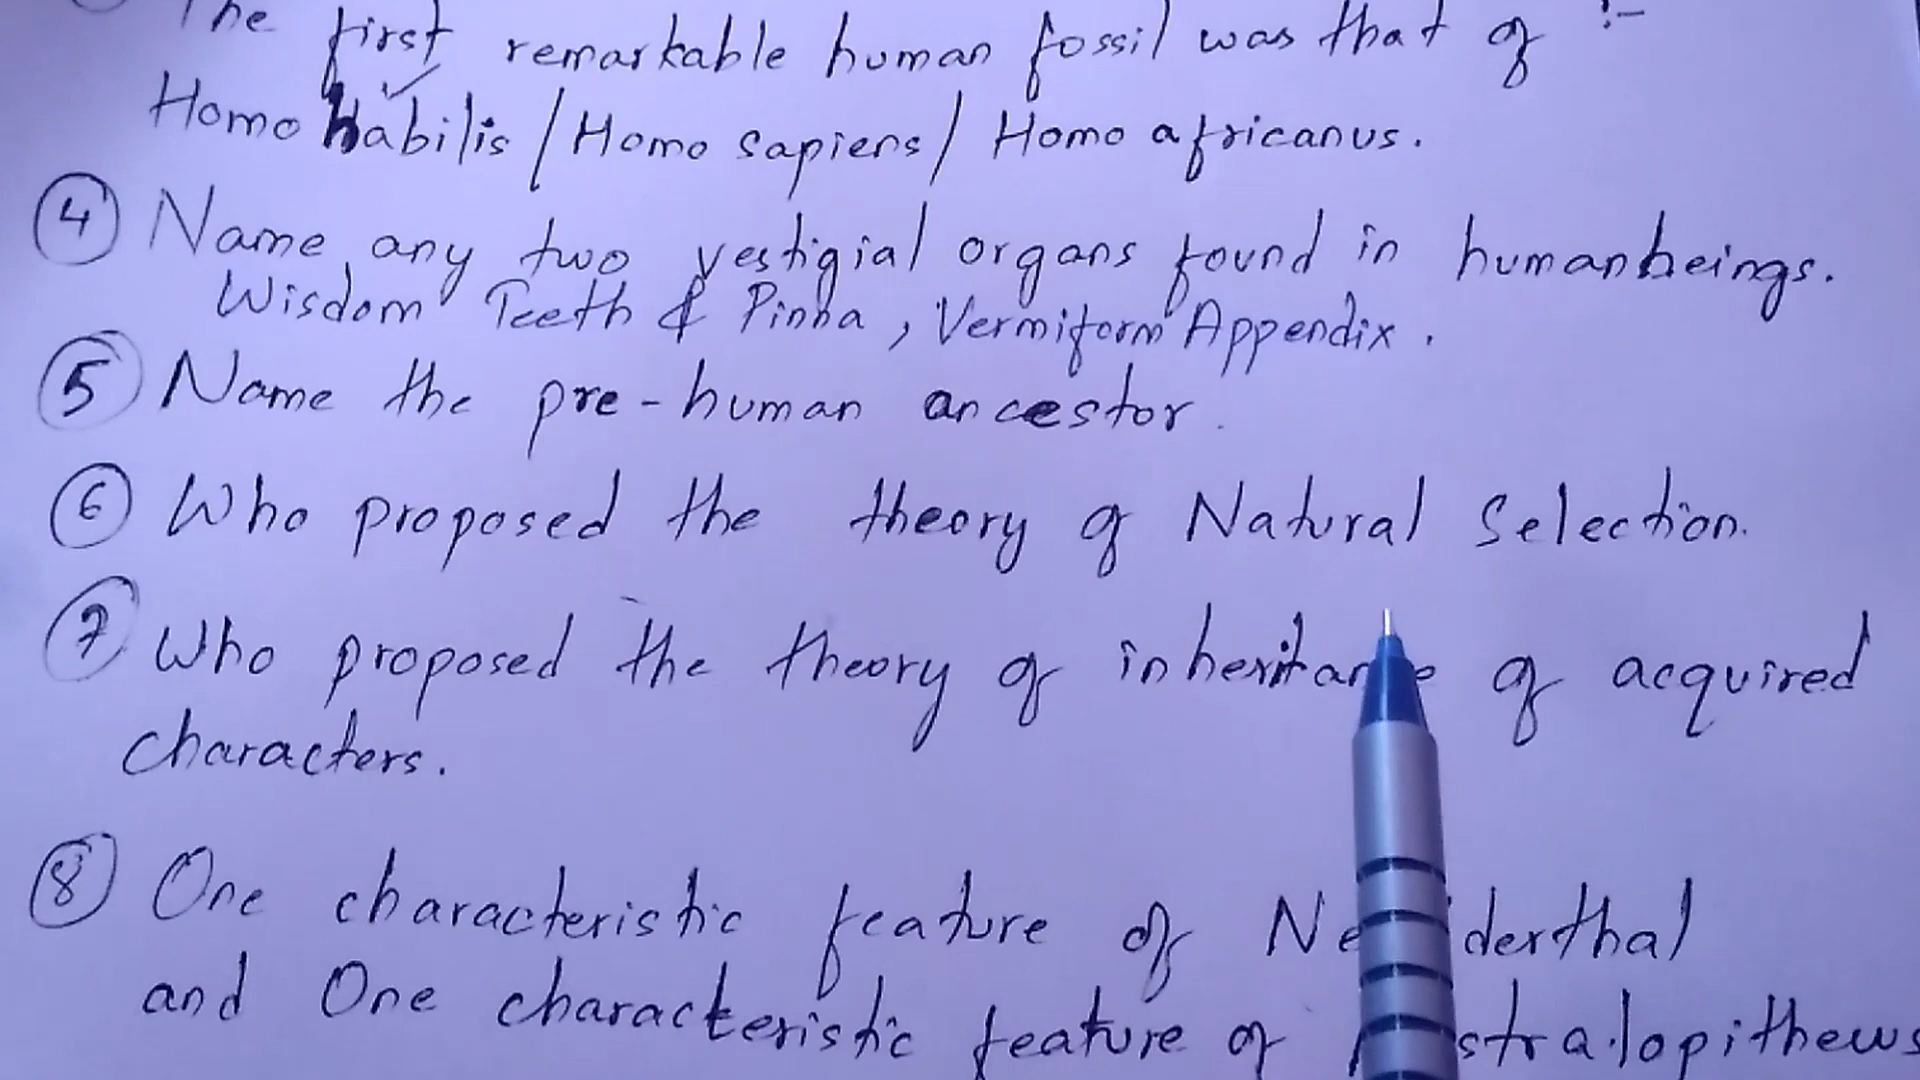 The first remarkable human fossil was that of :-
Homo habilis / Homo sapiens / Homo africanus.
4 Name any two vestigial organs found in humanbeings.
Wisdom Teeth & Pinna, Vermiform Appendix.
5 Name the pre-human ancestor.
6 Who proposed the theory of Natural Selection.
7 Who proposed the theory of inheritance of acquired
characters.
8 One characteristic feature of
and One characteristic feature of